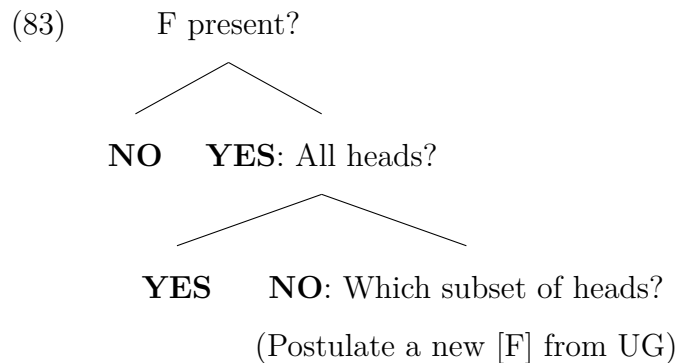 (83) F present?
NO YES: All heads?
YES NO: Which subset of heads?
(Postulate a new [F] from UG)